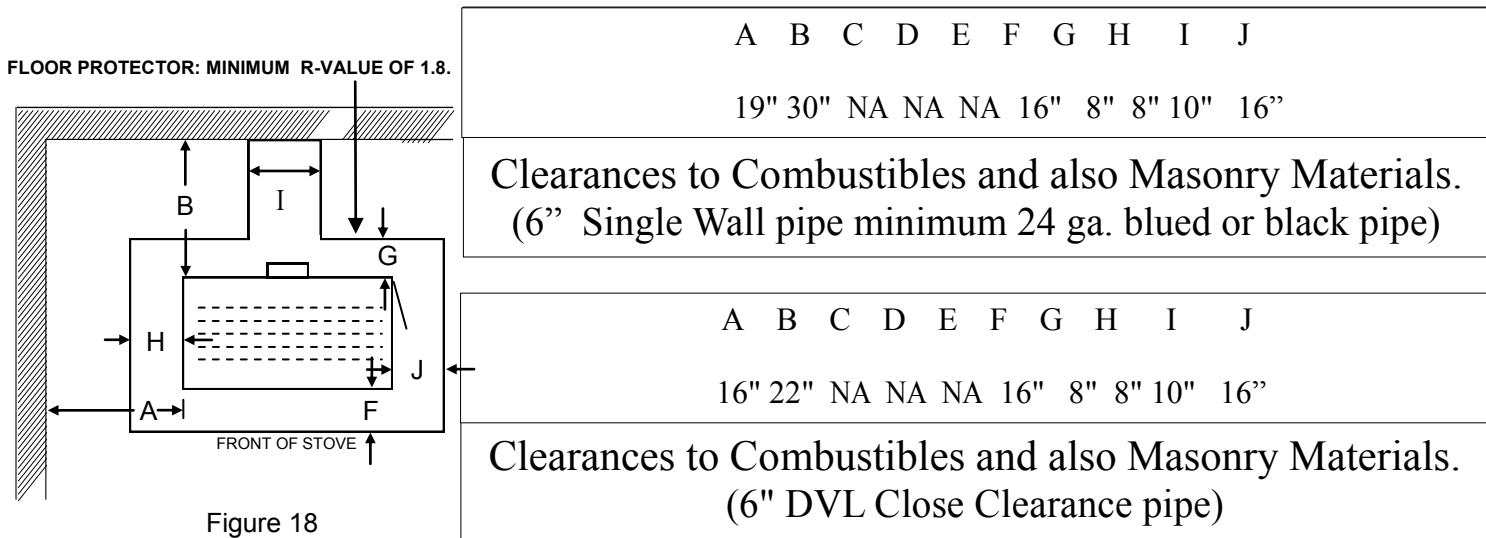 FLOOR PROTECTOR: MINIMUM R-VALUE OF 1.8.
B
I
G
H
J
A
F
FRONT OF STOVE
Figure 18
A B C D E F G H I J
19" 30" NA NA NA 16" 8" 8" 10" 16”
Clearances to Combustibles and also Masonry Materials.
(6” Single Wall pipe minimum 24 ga. blued or black pipe)
A B C D E F G H I J
16" 22" NA NA NA 16" 8" 8" 10" 16”
Clearances to Combustibles and also Masonry Materials.
(6" DVL Close Clearance pipe)